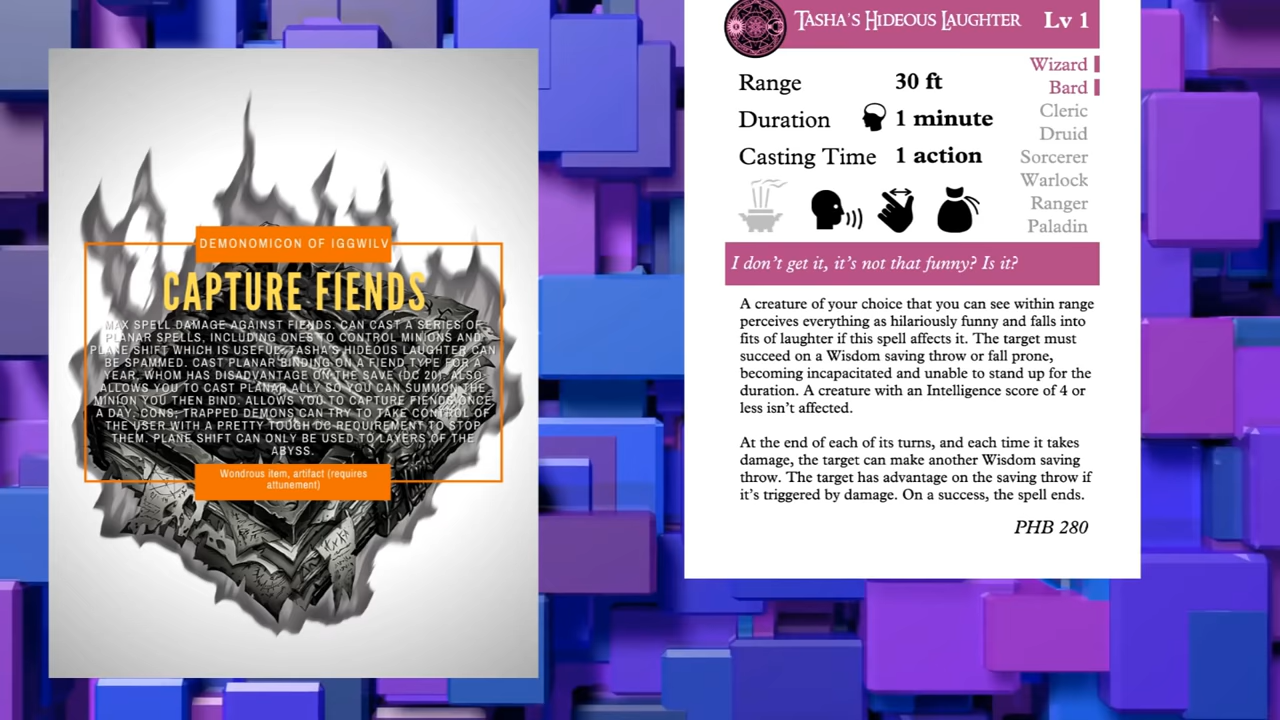 DEMONOMICON OF IGGWILV
CAPTURE FIENDS
MAX SPELL DAMAGE AGAINST FIENDS. CAN CAST A SERIES OF
PLANAR SPELLS, INCLUDING ONES TO CONTROL MINIONS AND
PLANE SHIFT WHICH IS USEFUL. TASHA'S HIDEOUS LAUGHTER CAN
BE SPAMMED. CAST PLANAR BINDING ON A FIEND TYPE FOR A
YEAR, WHOM HAS DISADVANTAGE ON THE SAVE (DC 20). ALSO
ALLOWS YOU TO CAST PLANAR ALLY SO YOU CAN SUMMON THE
MINION YOU THEN BIND. ALLOWS YOU TO CAPTURE FIENDS ONCE
A DAY. CONS; TRAPPED DEMONS CAN TRY TO TAKE CONTROL OF
THE USER WITH A PRETTY TOUGH DC REQUIREMENT TO STOP
THEM. PLANE SHIFT CAN ONLY BE USED TO LAYERS OF THE
ABYSS.
Wondrous item, artifact (requires
attunement)
Tasha's Hideous Laughter Lv 1
Range 30 ft
Duration 1 minute
Casting Time 1 action
Wizard
Bard
Cleric
Druid
Sorcerer
Warlock
Ranger
Paladin
I don't get it, it's not that funny? Is it?
A creature of your choice that you can see within range
perceives everything as hilariously funny and falls into
fits of laughter if this spell affects it. The target must
succeed on a Wisdom saving throw or fall prone,
becoming incapacitated and unable to stand up for the
duration. A creature with an Intelligence score of 4 or
less isn't affected.
At the end of each of its turns, and each time it takes
damage, the target can make another Wisdom saving
throw. The target has advantage on the saving throw if
it's triggered by damage. On a success, the spell ends.
PHB 280